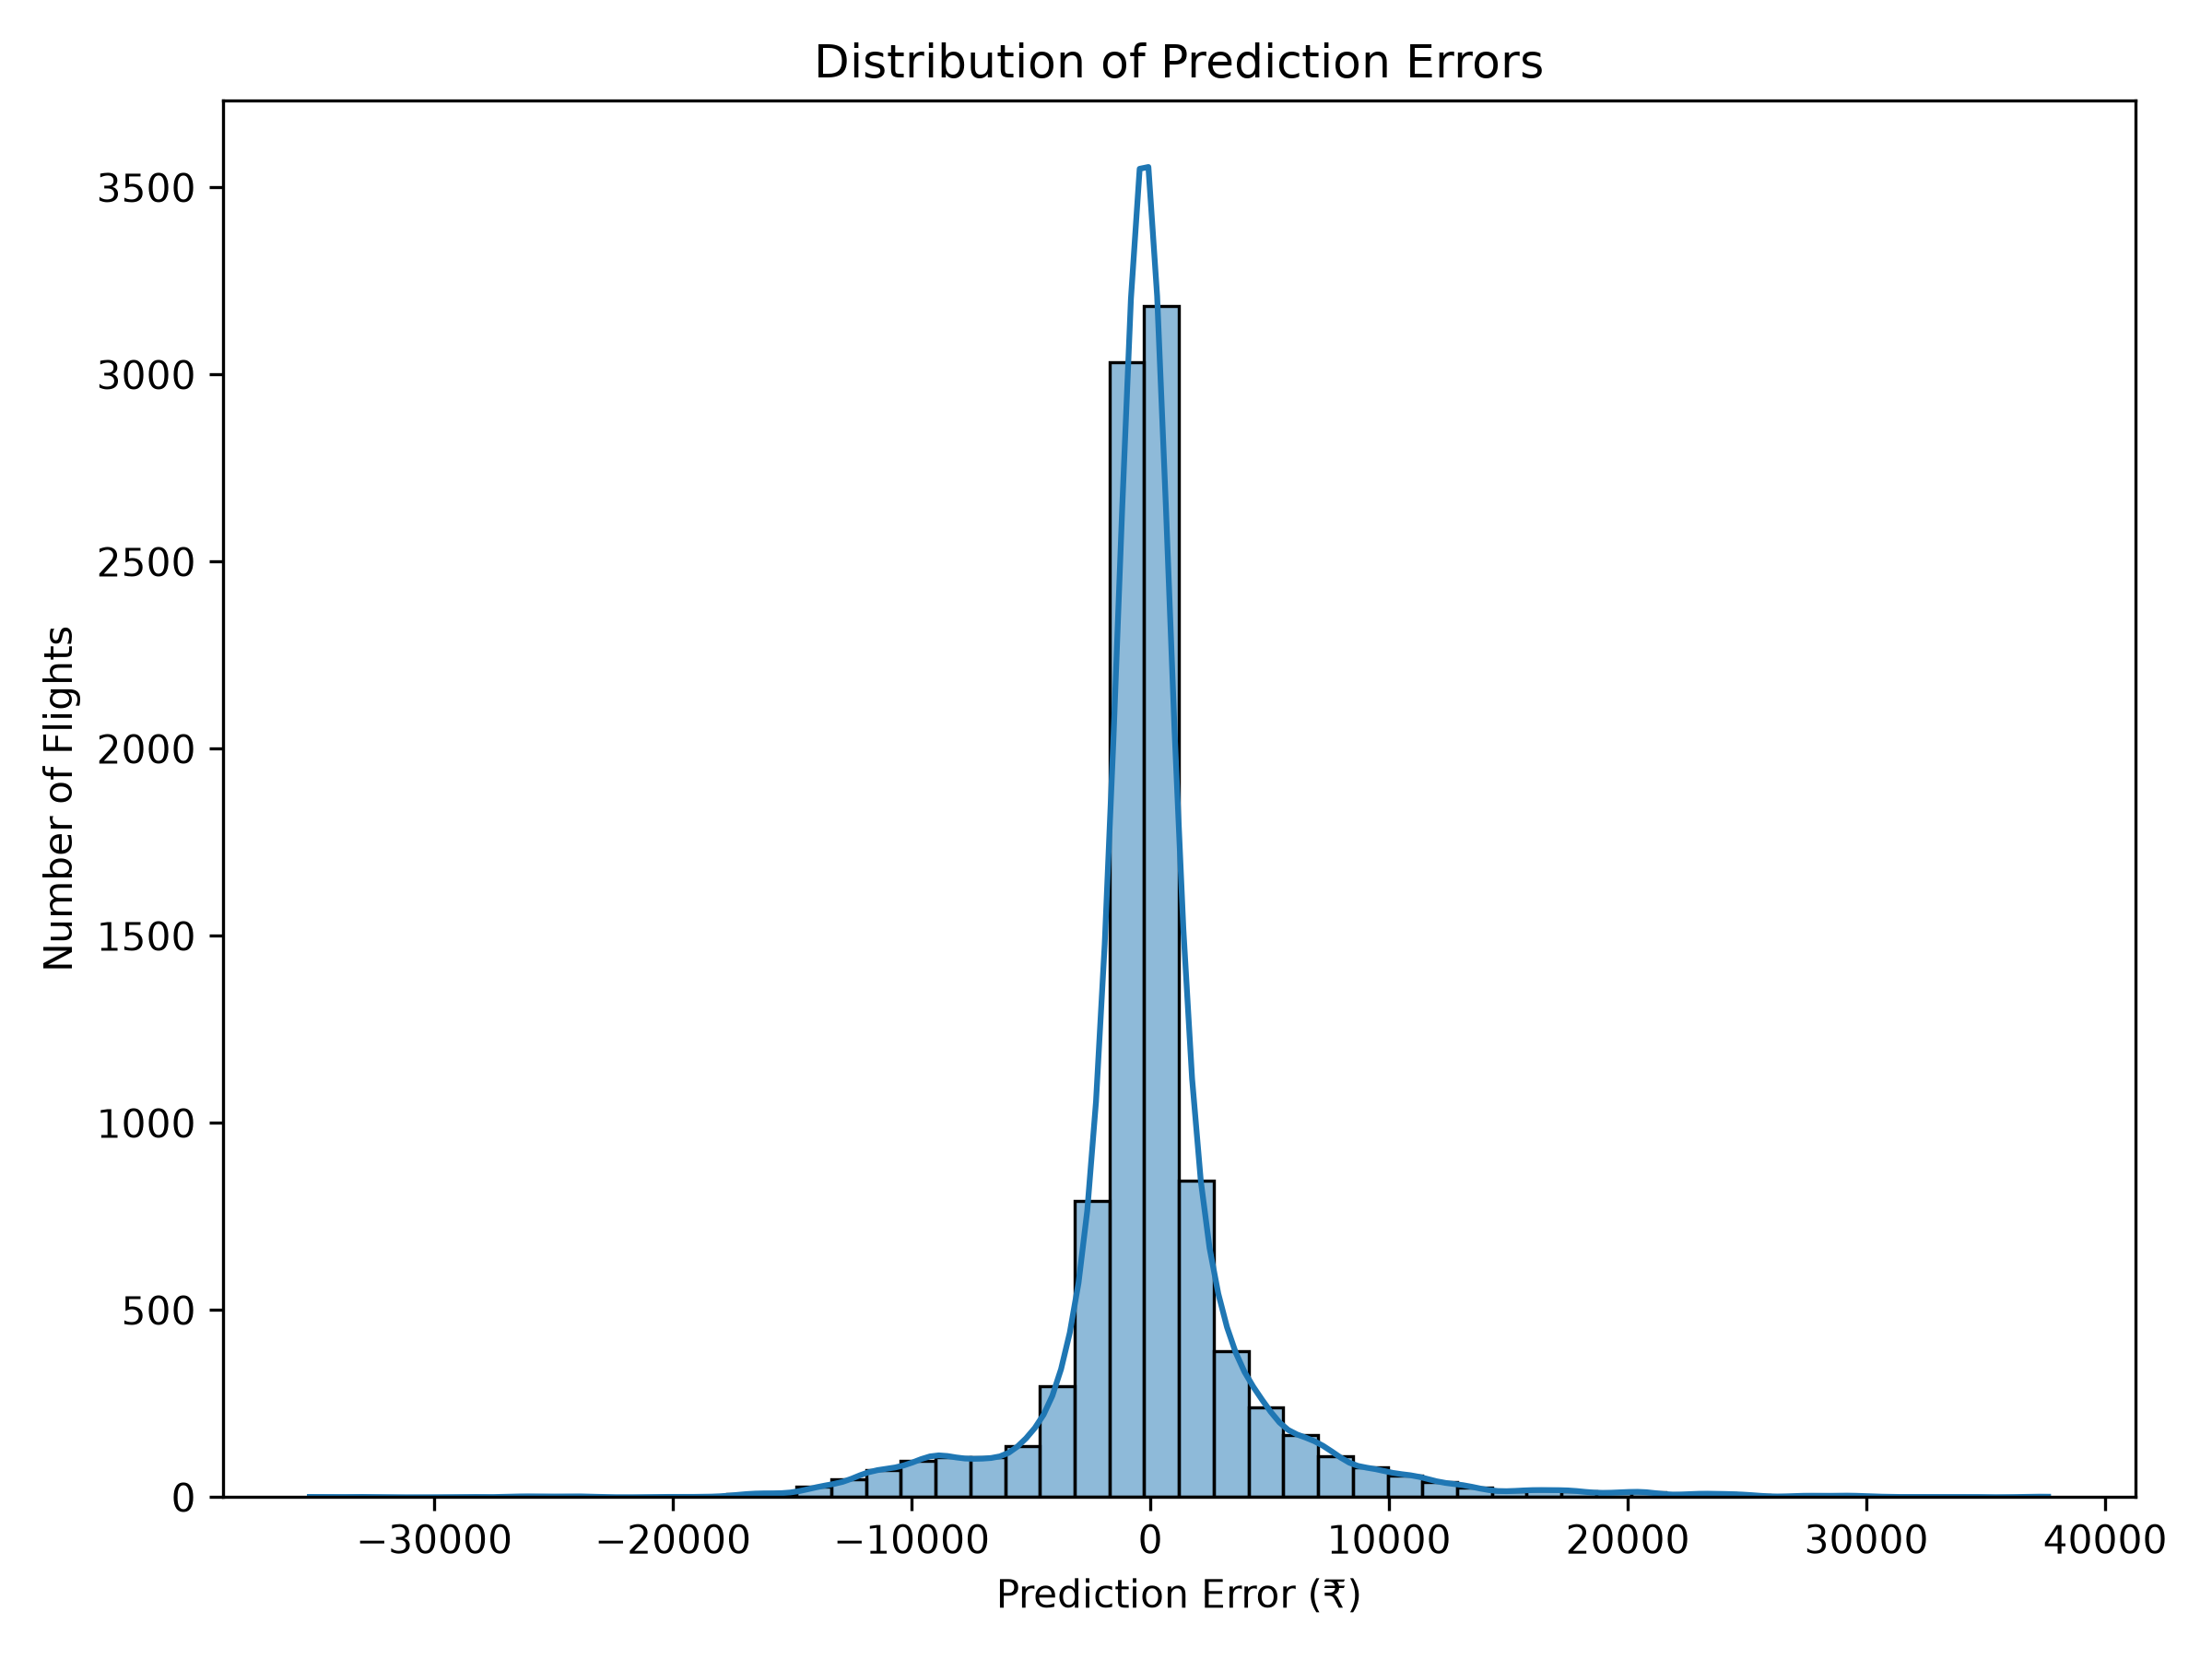 Distribution of Prediction Errors
3500
3000
2500
2000
1500
1000
500
0
Number of Flights
−30000 −20000 −10000 0 10000 20000 30000 40000
Prediction Error (₹)